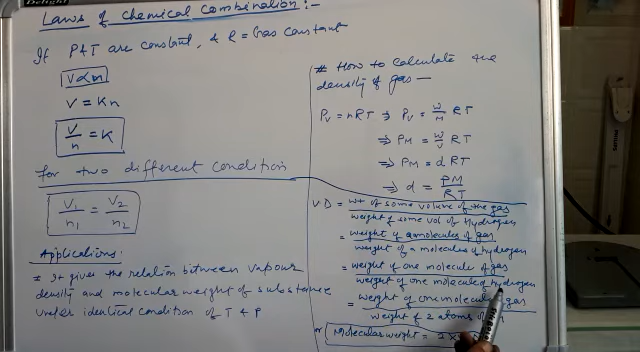 Laws of Chemical Combination:-
If P&T are constant, & R = Gas constant
V∝n
V = Kn
V/n = K
for two different condition
V1/n1 = V2/n2
Applications:
* It gives the relation between vapour
density and molecular weight of substance
under identical condition of T & P
* How to calculate the
density of gas —
PV = nRT ⇒ PV = W/M RT
⇒ PM = W/V RT
⇒ PM = d RT
⇒ d = PM/RT
VD = wt of some volume of the gas
weight of some vol of Hydrogen
= weight of n molecules of gas
weight of n molecules of hydrogen
= weight of one molecule of gas
weight of one molecule of hydrogen
= weight of one molecule gas
weight of 2 atoms of
or Molecular weight = 2 ×